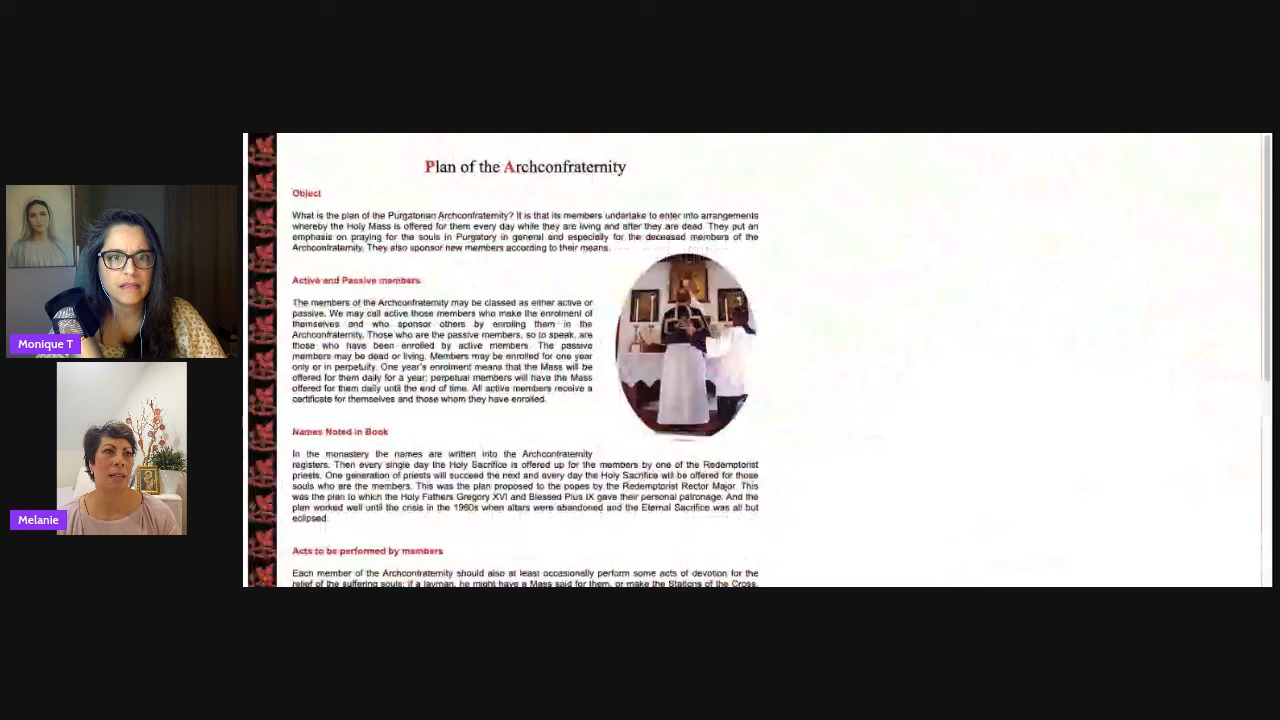 Plan of the Archconfraternity
Object
What is the plan of the Purgatorian Archconfraternity? It is that its members undertake to enter into arrangements
whereby the Holy Mass is offered for them every day while they are living and after they are dead. They put an
emphasis on praying for the souls in Purgatory in general and especially for the deceased members of the
Archconfraternity. They also sponsor new members according to their means.
Active and Passive members
The members of the Archconfraternity may be classed as either active or
passive. We may call active those members who make the enrolment of
themselves and who sponsor others by enroling them in the
Archconfraternity. Those who are the passive members, so to speak, are
those who have been enrolled by active members. The passive
members may be dead or living. Members may be enrolled for one year
only or in perpetuity. One year's enrolment means that the Mass will be
offered for them daily for a year; perpetual members will have the Mass
offered for them daily until the end of time. All active members receive a
certificate for themselves and those whom they have enrolled.
Names Noted in Book
In the monastery the names are written into the Archconfraternity
registers. Then every single day the Holy Sacrifice is offered up for the members by one of the Redemptorist
priests. One generation of priests will succeed the next and every day the Holy Sacrifice will be offered for those
souls who are the members. This was the plan proposed to the popes by the Redemptorist Rector Major. This
was the plan to which the Holy Fathers Gregory XVI and Blessed Pius IX gave their personal patronage. And the
plan worked well until the crisis in the 1960s when altars were abandoned and the Eternal Sacrifice was all but
eclipsed.
Acts to be performed by members
Each member of the Archconfraternity should also at least occasionally perform some acts of devotion for the
relief of the suffering souls; if a layman, he might have a Mass said for them, or make the Stations of the Cross,
Monique T
Melanie